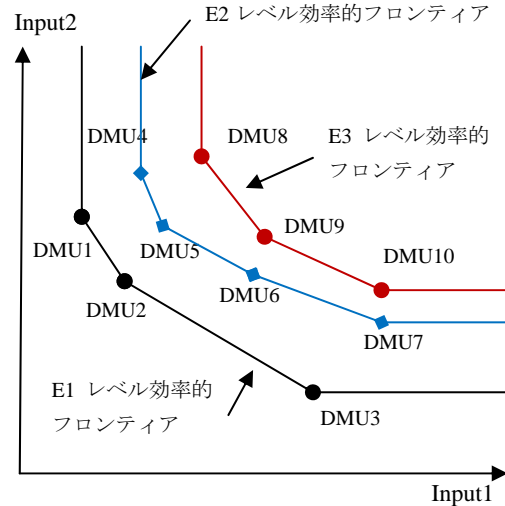 E2 レベル効率的フロンティア
Input2
DMU4
DMU8
E3 レベル効率的
フロンティア
DMU1
DMU5
DMU9
DMU10
DMU2
DMU6
DMU7
E1 レベル効率的
フロンティア
DMU3
Input1